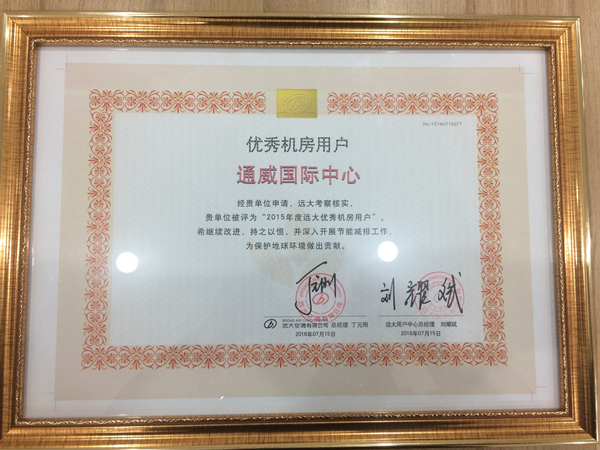 No YZ160715077
优秀机房用户
通威国际中心
经贵单位申请，远大考察核实，
贵单位被评为“2015年度远大优秀机房用户”。
希继续改进，持之以恒，并深入开展节能减排工作，
为保护地球环境做出贡献。
刘耀斌
远大空调有限公司 总经理 丁元刚
2016年07月15日
远大用户中心总经理 刘耀斌
2016年07月15日